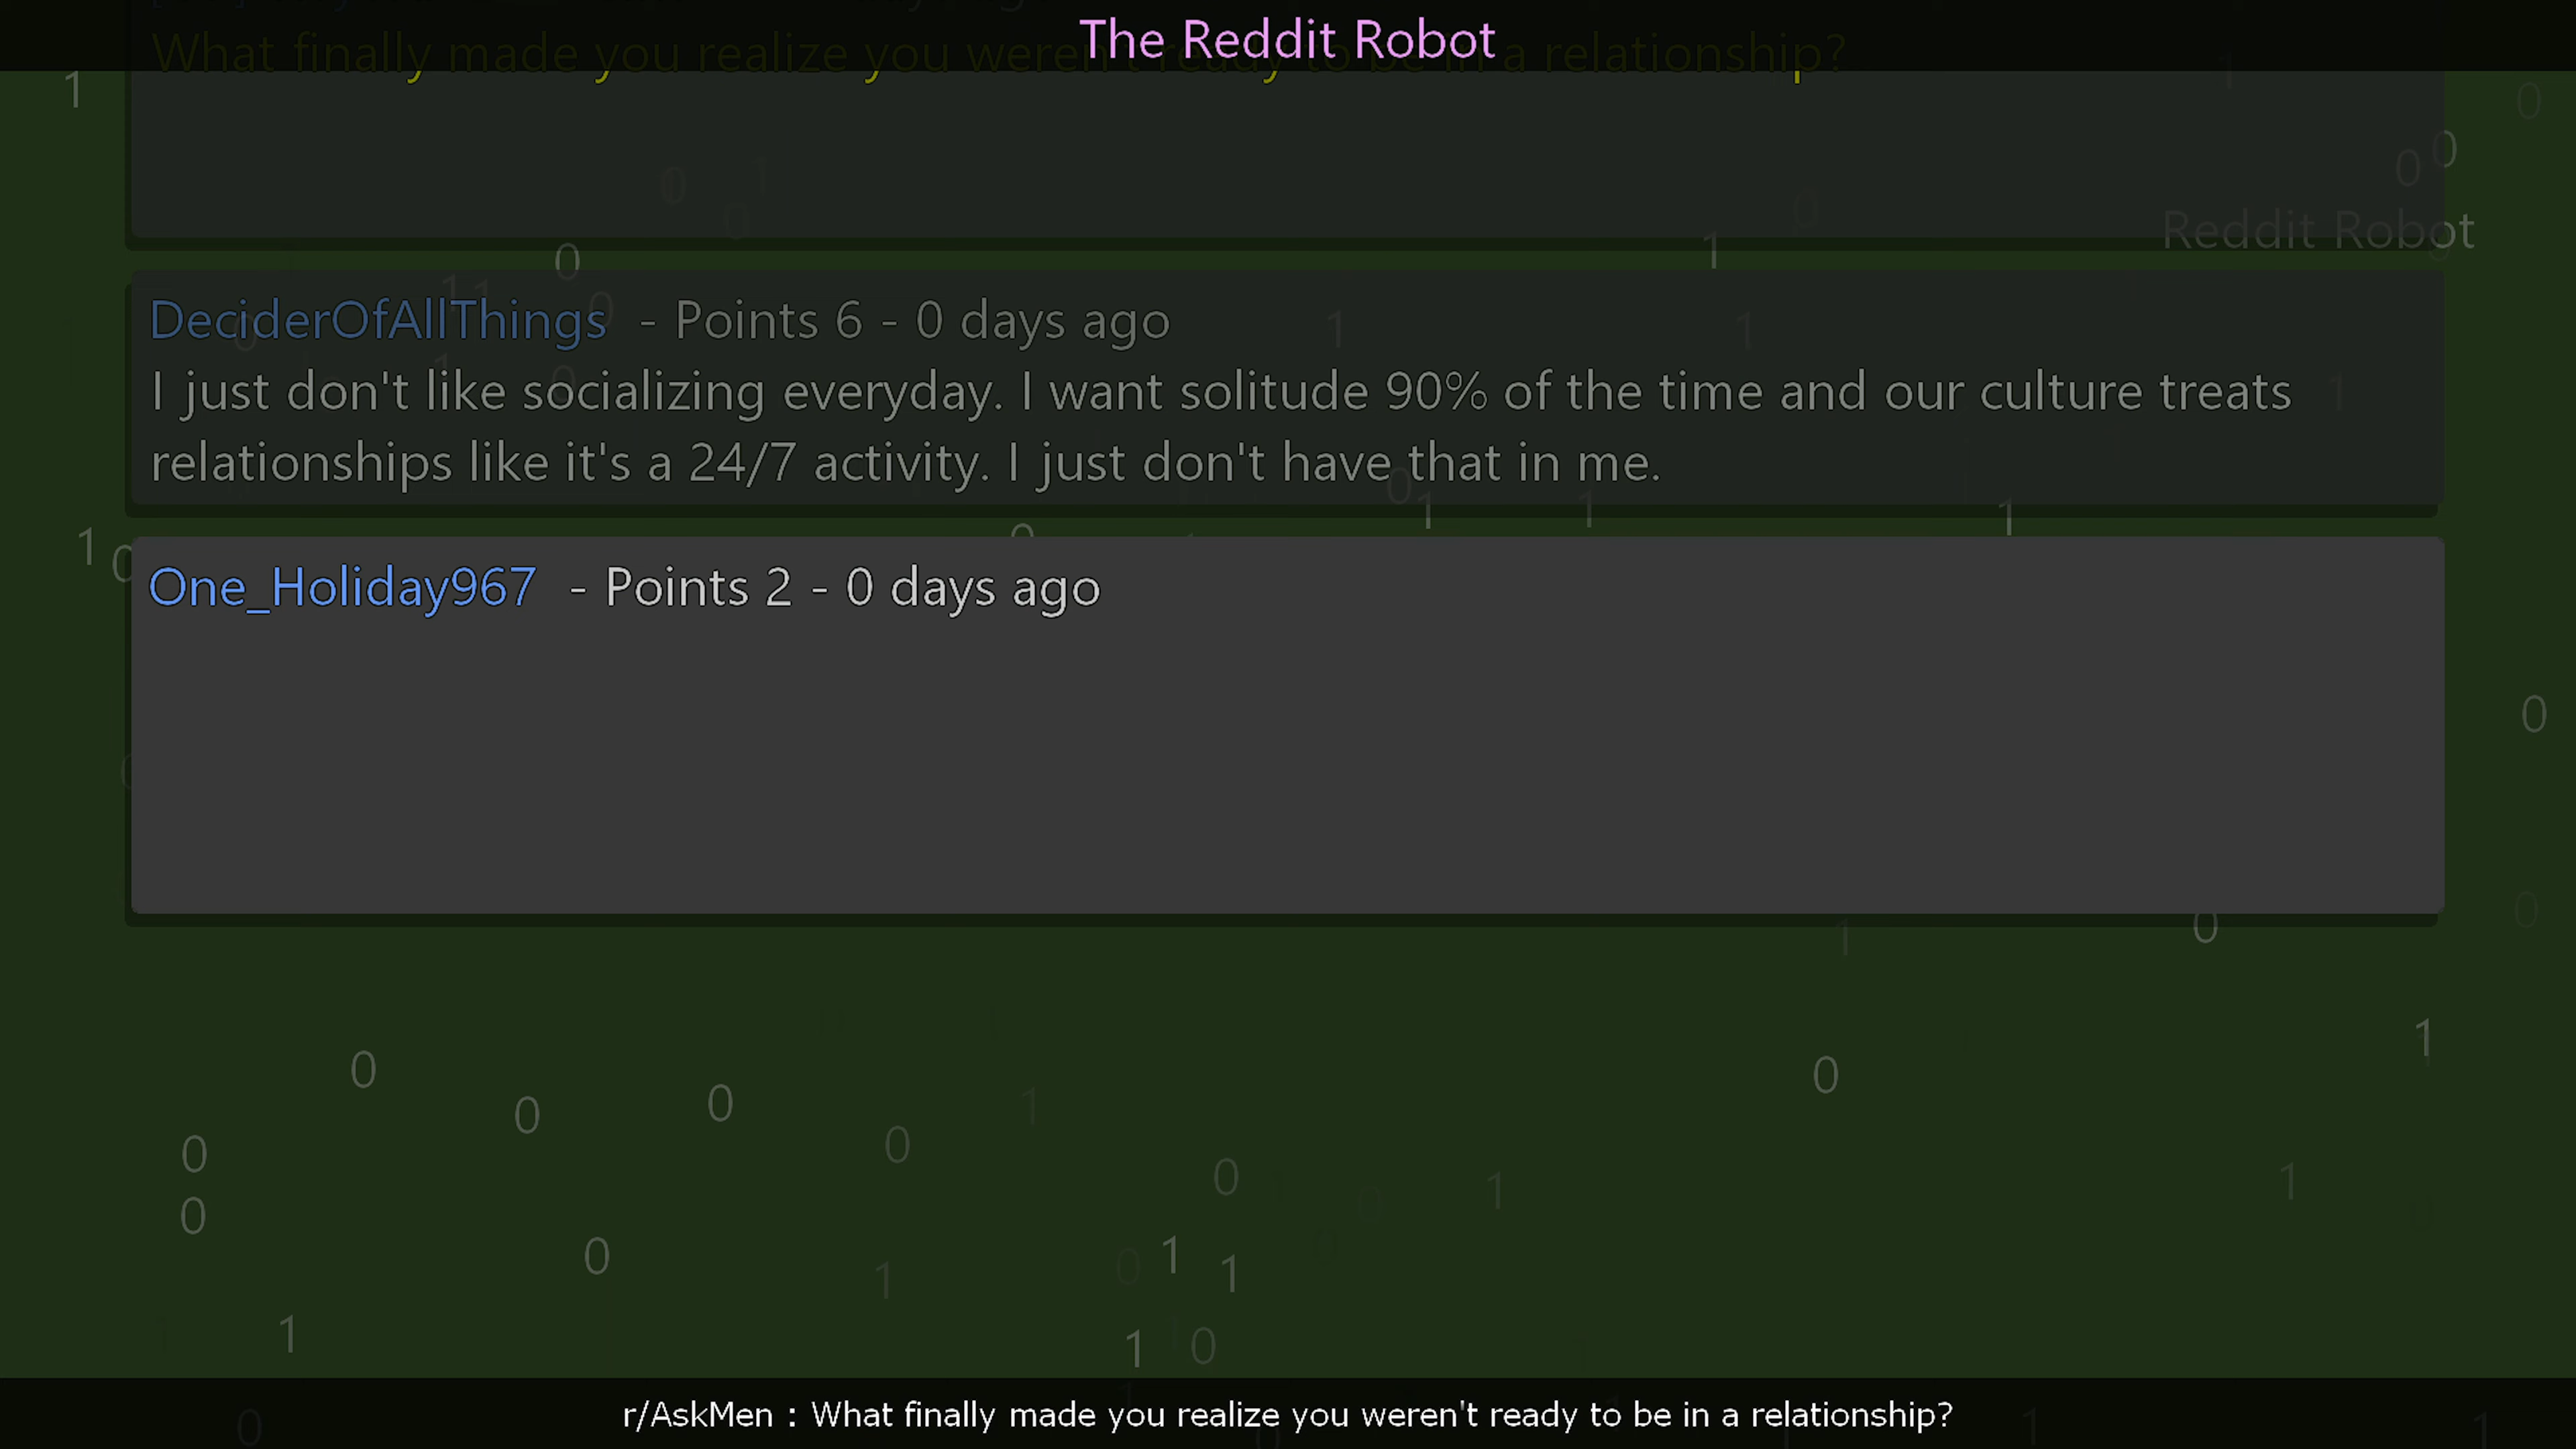 The Reddit Robot
What finally made you realize you weren't ready to be in a relationship?
Reddit Robot
DeciderOfAllThings - Points 6 - 0 days ago
I just don't like socializing everyday. I want solitude 90% of the time and our culture treats
relationships like it's a 24/7 activity. I just don't have that in me.
One_Holiday967 - Points 2 - 0 days ago
r/AskMen : What finally made you realize you weren't ready to be in a relationship?